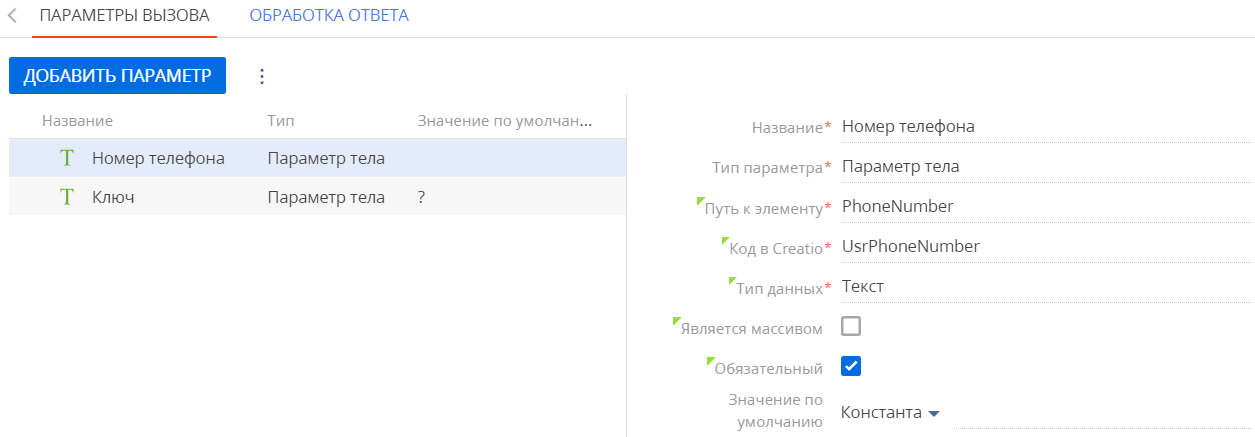 ПАРАМЕТРЫ ВЫЗОВА ОБРАБОТКА ОТВЕТА
ДОБАВИТЬ ПАРАМЕТР
Название Тип Значение по умолчан...
Номер телефона Параметр тела
Ключ Параметр тела ?
Название* Номер телефона
Тип параметра* Параметр тела
Путь к элементу* PhoneNumber
Код в Creatio* UsrPhoneNumber
Тип данных* Текст
Является массивом
Обязательный
Значение по
умолчанию Константа